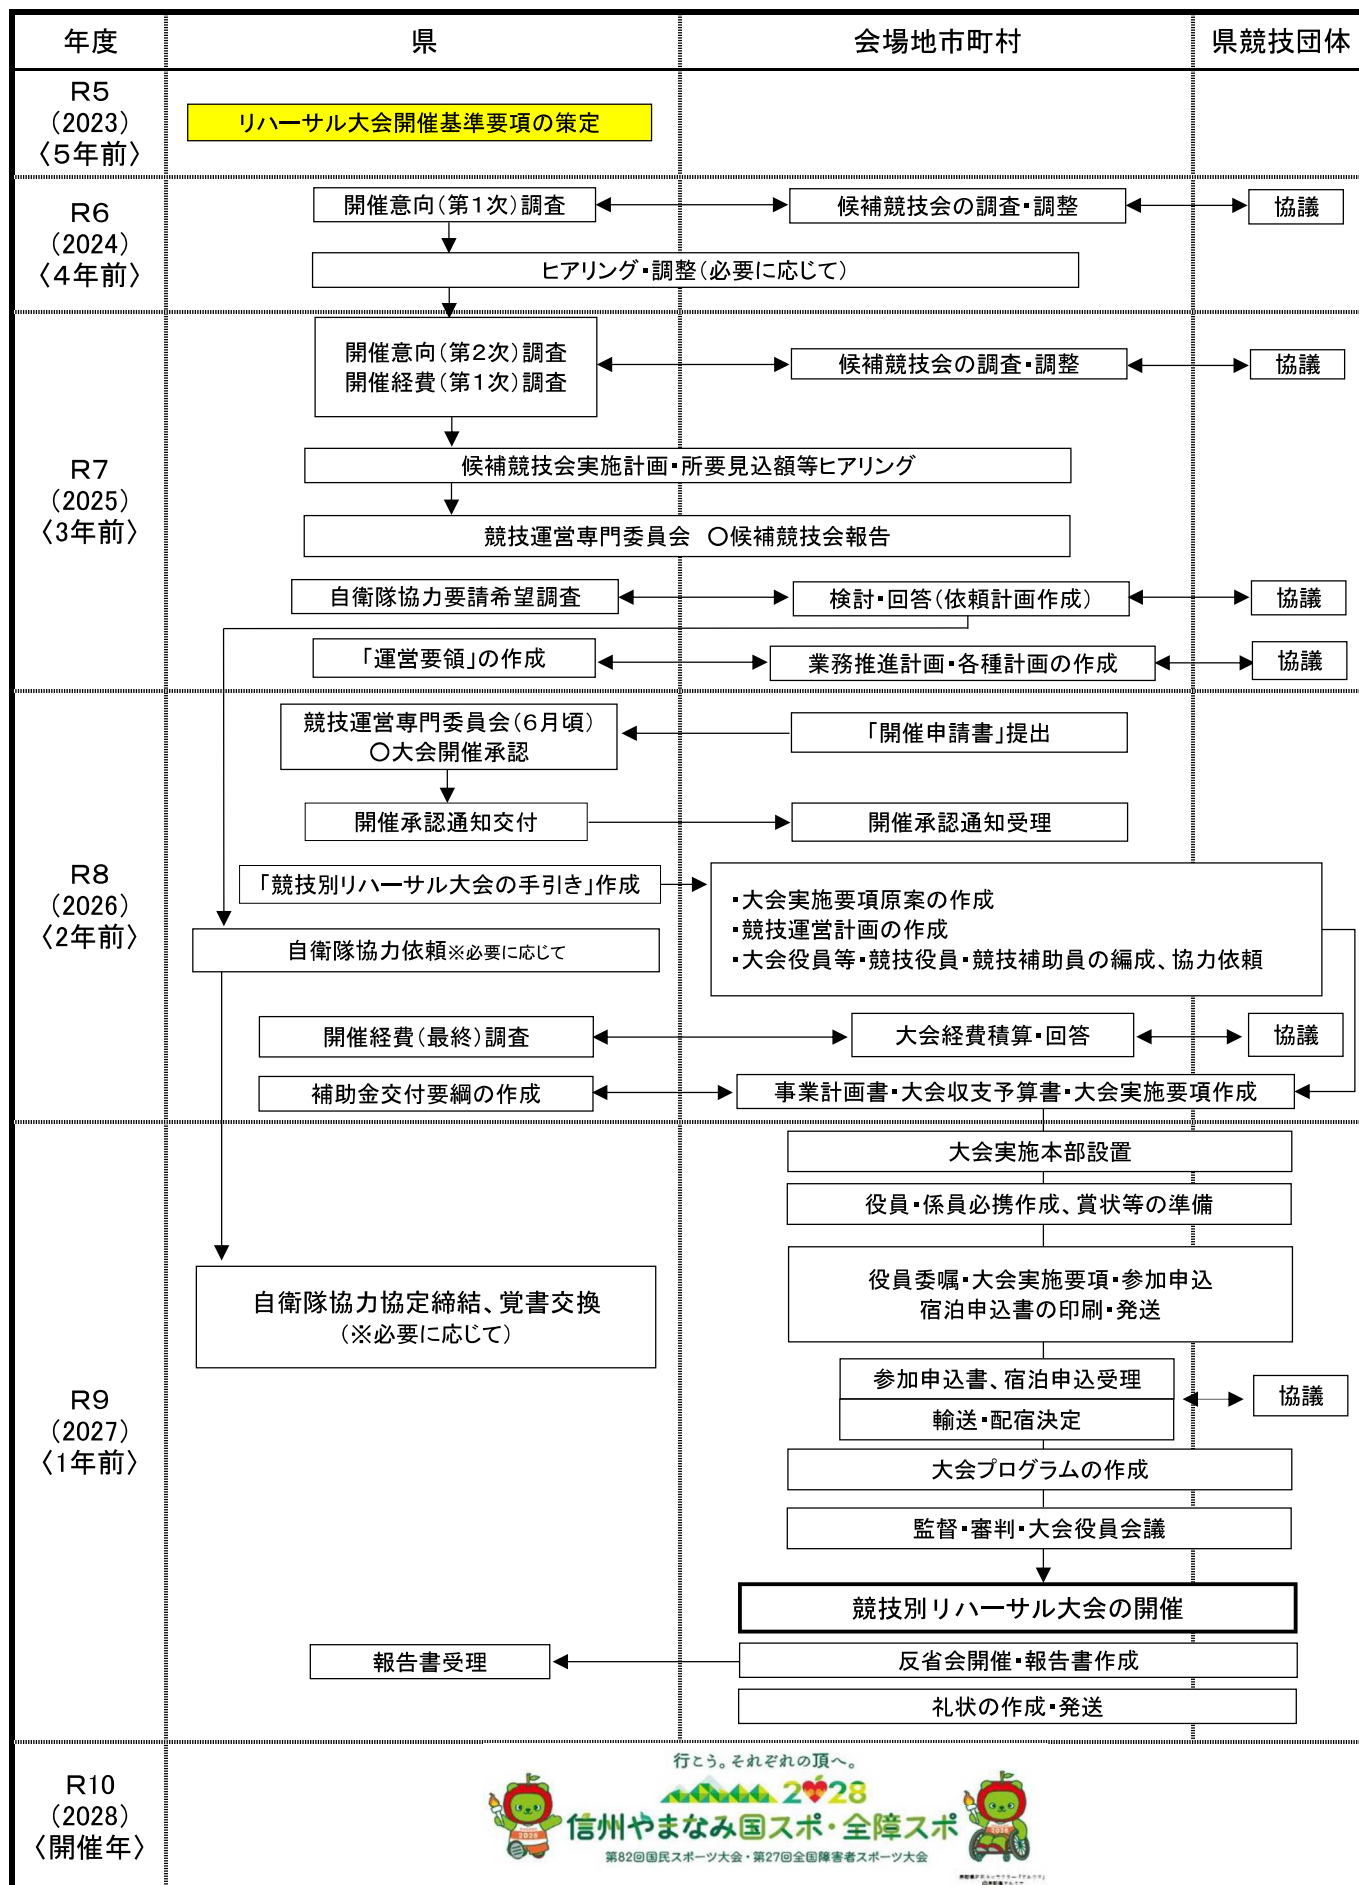 年度
県
会場地市町村
県競技団体
R5
(2023)
〈5年前〉
リハーサル大会開催基準要項の策定
R6
(2024)
〈4年前〉
開催意向(第1次)調査
候補競技会の調査・調整
協議
ヒアリング・調整(必要に応じて)
R7
(2025)
〈3年前〉
開催意向(第2次)調査
開催経費(第1次)調査
候補競技会の調査・調整
協議
候補競技会実施計画・所要見込額等ヒアリング
競技運営専門委員会 〇候補競技会報告
自衛隊協力要請希望調査
検討・回答(依頼計画作成)
協議
「運営要領」の作成
業務推進計画・各種計画の作成
協議
R8
(2026)
〈2年前〉
競技運営専門委員会(6月頃)
〇大会開催承認
「開催申請書」提出
開催承認通知交付
開催承認通知受理
「競技別リハーサル大会の手引き」作成
・大会実施要項原案の作成
・競技運営計画の作成
・大会役員等・競技役員・競技補助員の編成、協力依頼
自衛隊協力依頼※必要に応じて
開催経費(最終)調査
大会経費積算・回答
協議
補助金交付要綱の作成
事業計画書・大会収支予算書・大会実施要項作成
R9
(2027)
〈1年前〉
大会実施本部設置
役員・係員必携作成、賞状等の準備
自衛隊協力協定締結、覚書交換
(※必要に応じて)
役員委嘱・大会実施要項・参加申込
宿泊申込書の印刷・発送
参加申込書、宿泊申込受理
輸送・配宿決定
協議
大会プログラムの作成
監督・審判・大会役員会議
競技別リハーサル大会の開催
報告書受理
反省会開催・報告書作成
礼状の作成・発送
R10
(2028)
〈開催年〉
行こう。それぞれの頂へ。
2028
信州やまなみ国スポ・全障スポ
第82回国民スポーツ大会・第27回全国障害者スポーツ大会